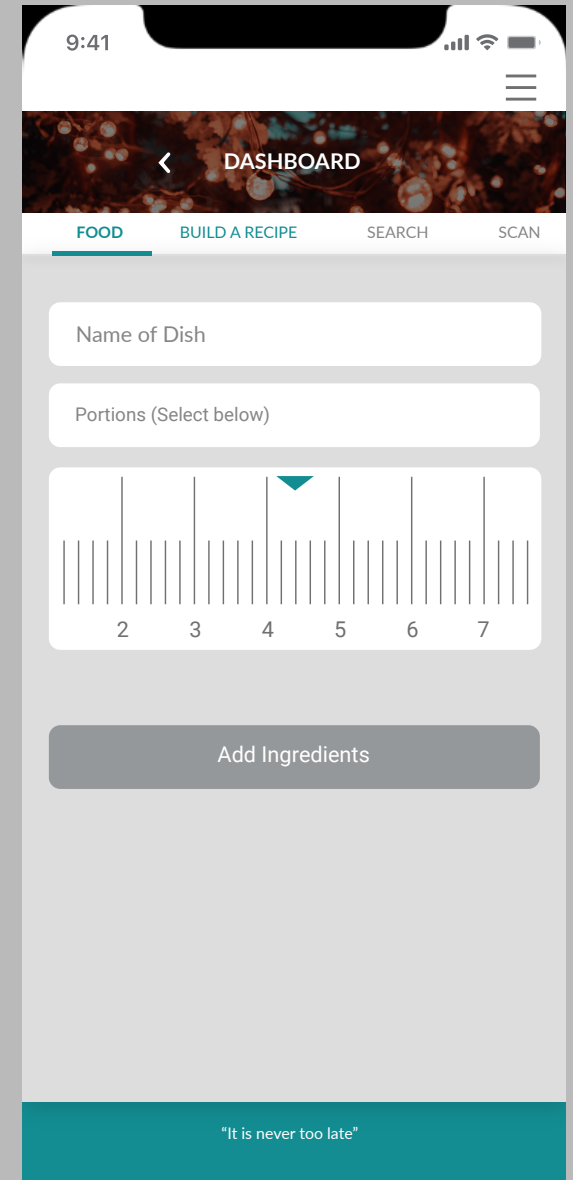 9:41
DASHBOARD
FOOD BUILD A RECIPE SEARCH SCAN
Name of Dish
Portions (Select below)
2 3 4 5 6 7
Add Ingredients
“It is never too late”